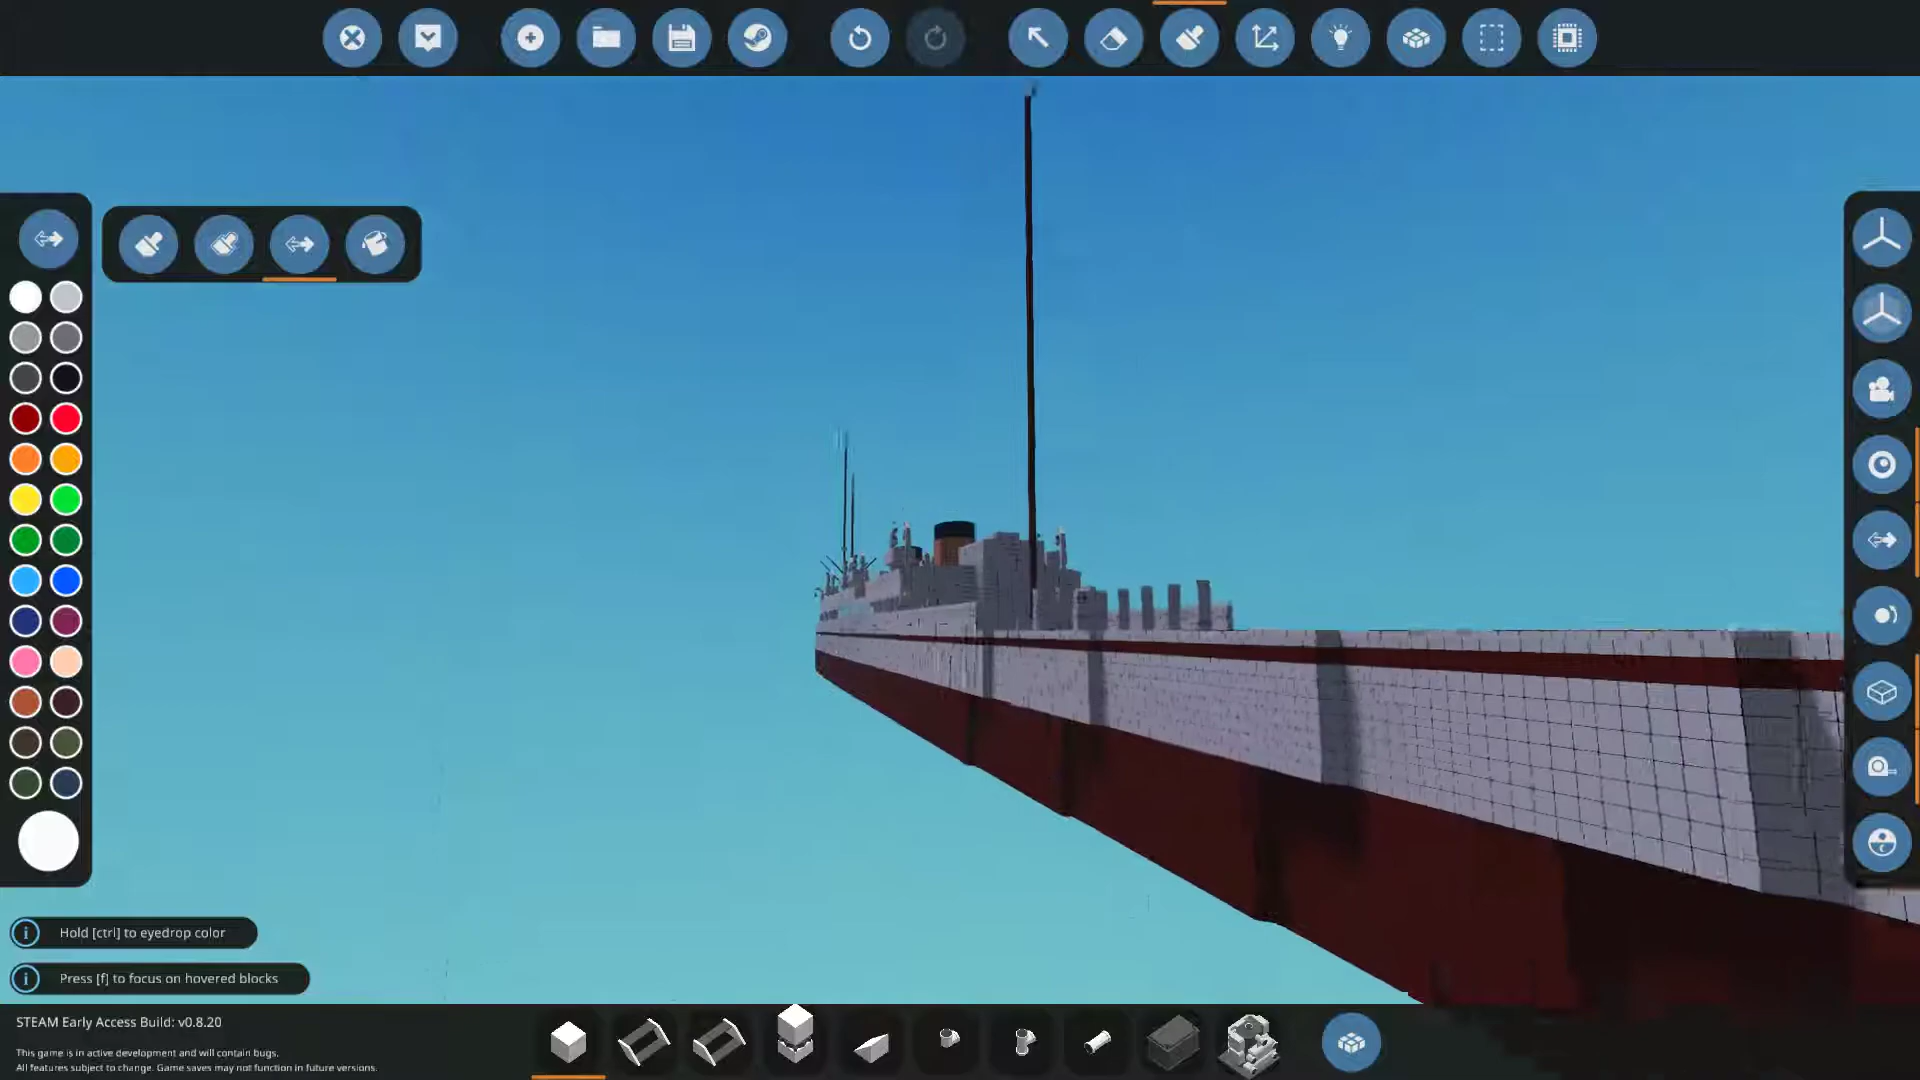 Hold [ctrl] to eyedrop color
Press [f] to focus on hovered blocks
STEAM Early Access Build: v0.8.20
This game is in active development and will contain bugs.
All features subject to change. Game saves may not function in future versions.